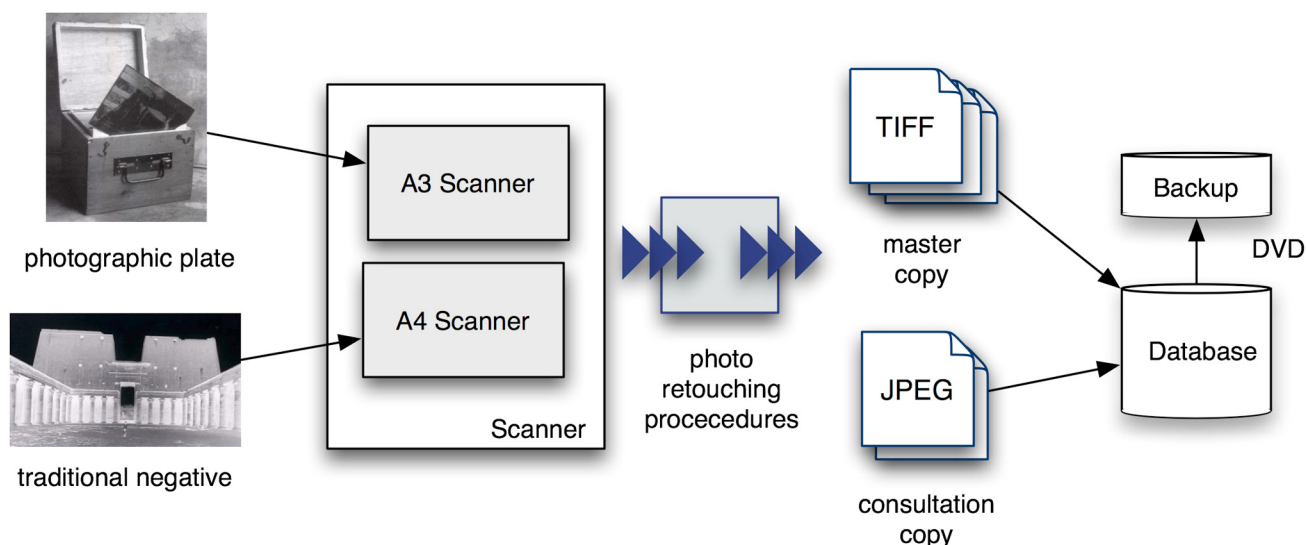 photographic plate
traditional negative
A3 Scanner
A4 Scanner
Scanner
photo
retouching
procecedures
TIFF
master
copy
JPEG
consultation
copy
Backup
DVD
Database